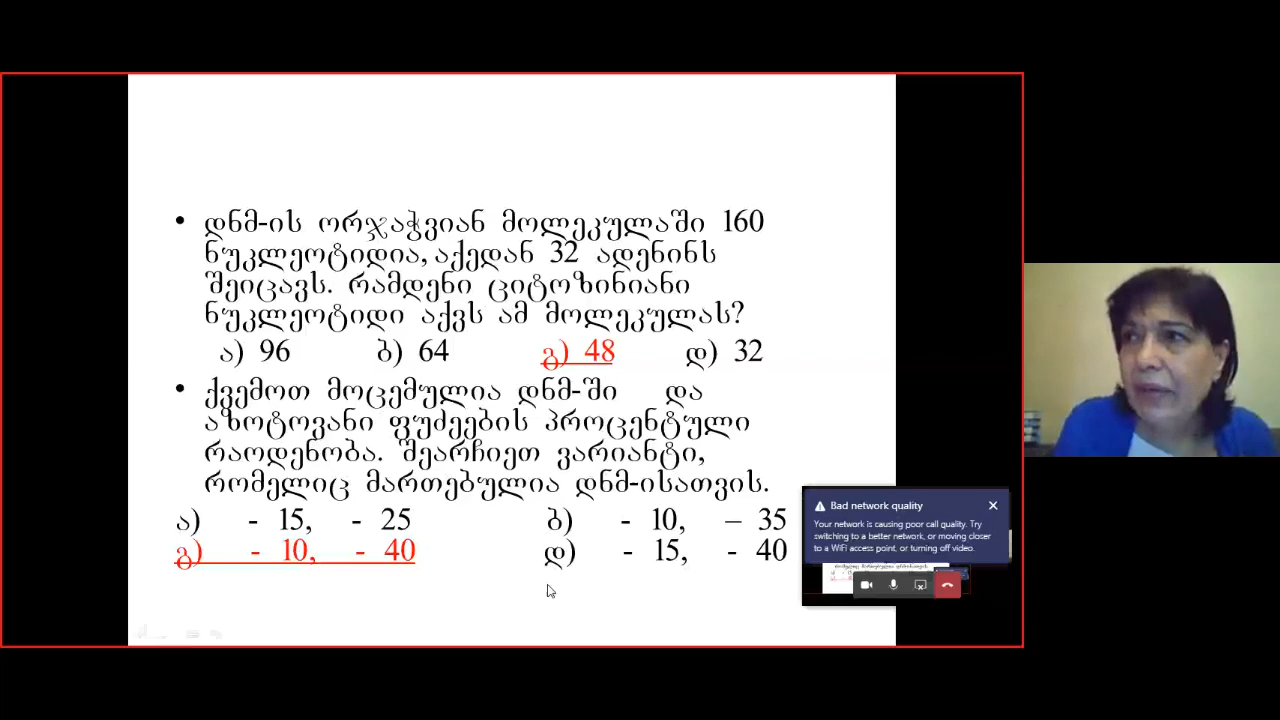 • დნმ-ის ორჯაჭვიან მოლეკულაში 160
ნუკლეოტიდია, აქედან 32 ადენინს
შეიცავს. რამდენი ციტოზინიანი
ნუკლეოტიდი აქვს ამ მოლეკულას?
ა) 96 ბ) 64 გ) 48 დ) 32
• ქვემოთ მოცემულია დნმ-ში და
აზოტოვანი ფუძეების პროცენტული
რაოდენობა. შეარჩიეთ ვარიანტი,
რომელიც მართებულია დნმ-ისათვის.
ა) - 15, - 25 ბ) - 10, – 35
გ) - 10, - 40 დ) - 15, - 40
Bad network quality
Your network is causing poor call quality. Try
switching to a better network, or moving closer
to a WiFi access point, or turning off video.